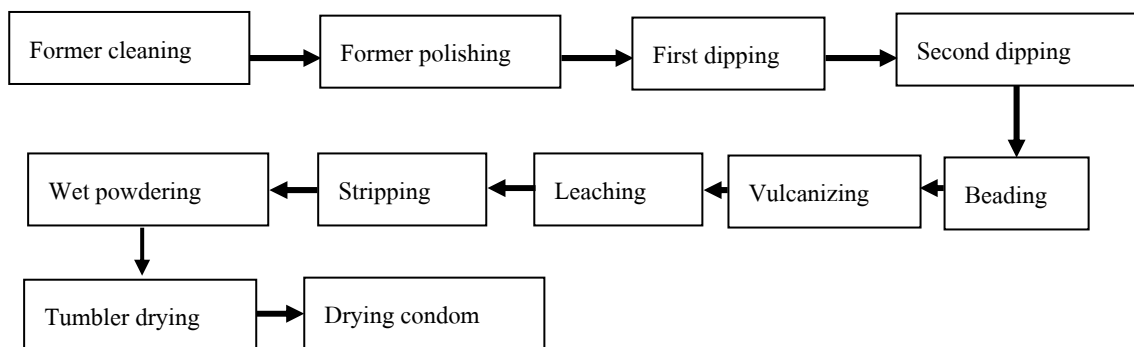 Former cleaning
Former polishing
First dipping
Second dipping
Beading
Vulcanizing
Leaching
Stripping
Wet powdering
Tumbler drying
Drying condom